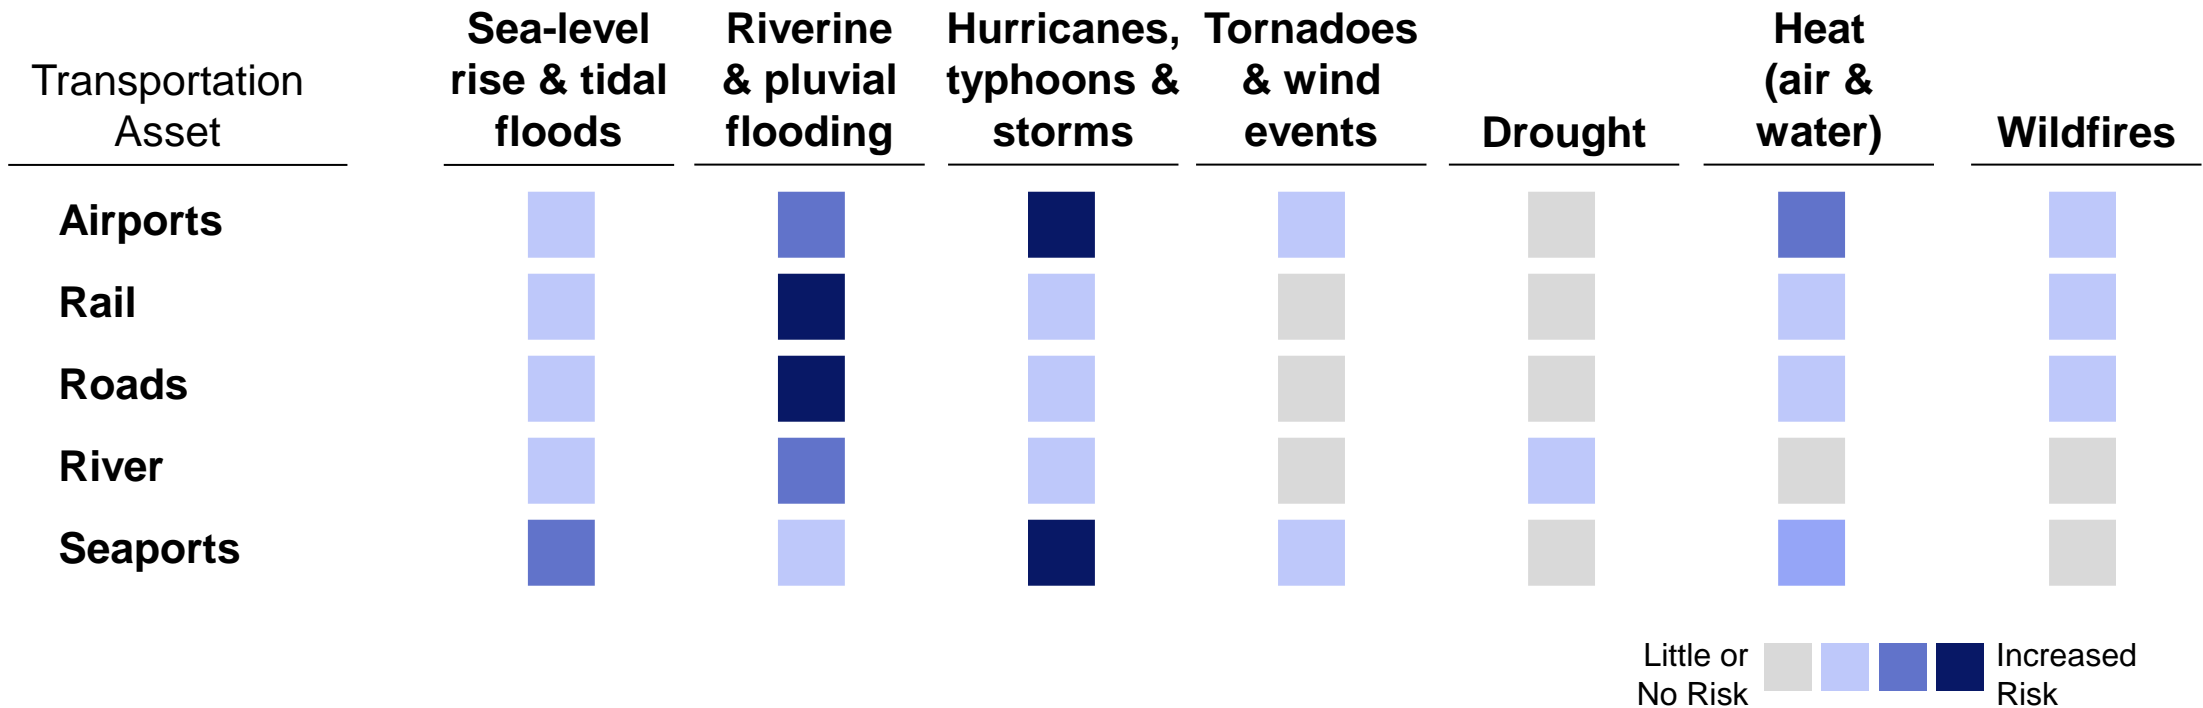 Transportation
Asset
Sea-level
rise & tidal
floods
Riverine
& pluvial
flooding
Hurricanes,
typhoons &
storms
Tornadoes
& wind
events
Drought
Heat
(air &
water)
Wildfires
Airports
Rail
Roads
River
Seaports
Little or
No Risk
Increased
Risk